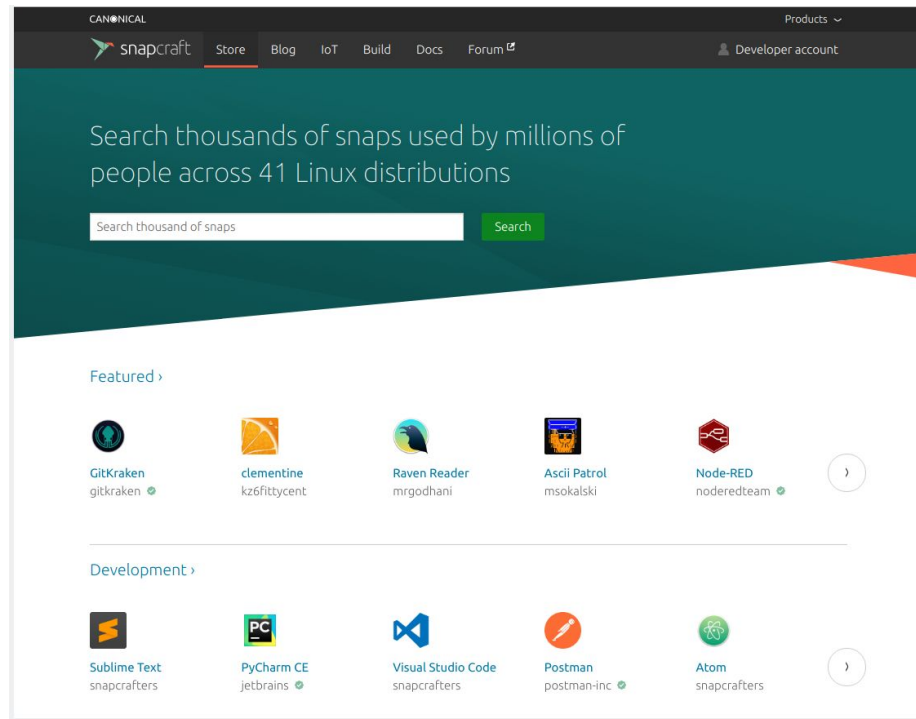 CANONICAL
Products
snapcraft
Store
Blog
IoT
Build
Docs
Forum
Developer account
Search thousands of snaps used by millions of
people across 41 Linux distributions
Search thousand of snaps
Search
Featured ›
GitKraken
gitkraken
clementine
kz6fittycent
Raven Reader
mrgodhani
Ascii Patrol
msokalski
Node-RED
noderedteam
Development ›
PC
Sublime Text
snapcrafters
PyCharm CE
jetbrains
Visual Studio Code
snapcrafters
Postman
postman-inc
Atom
snapcrafters